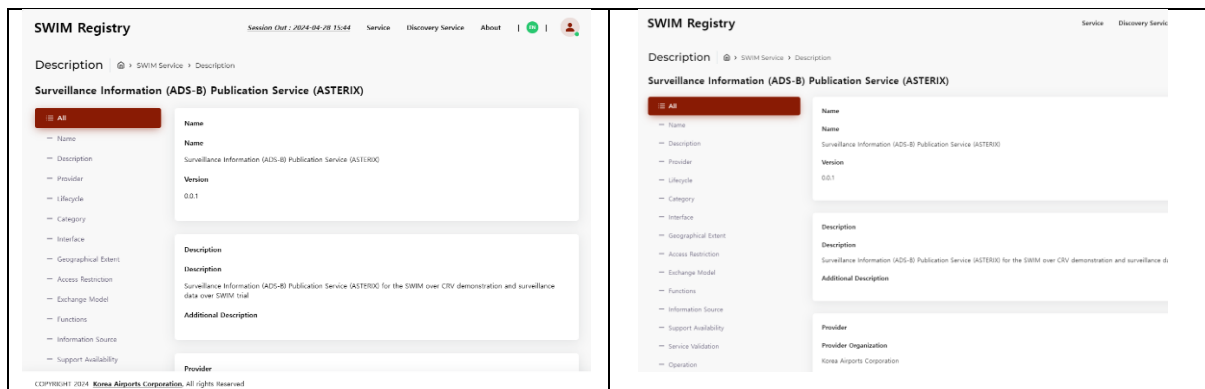 SWIM Registry
Session Out : 2024-04-28 15:44 Service Discovery Service About | EN |
Description > SWIM Service > Description
Surveillance Information (ADS-B) Publication Service (ASTERIX)
All
Name
Description
Provider
Lifecycle
Category
Interface
Geographical Extent
Access Restriction
Exchange Model
Functions
Information Source
Support Availability
Name
Name
Surveillance Information (ADS-B) Publication Service (ASTERIX)
Version
0.0.1
Description
Description
Surveillance Information (ADS-B) Publication Service (ASTERIX) for the SWIM over CRV demonstration and surveillance
data over SWIM trial
Additional Description
Provider
COPYRIGHT 2024 Korea Airports Corporation, All rights Reserved
SWIM Registry
Service Discovery Servic
Description > SWIM Service > Description
Surveillance Information (ADS-B) Publication Service (ASTERIX)
All
Name
Description
Provider
Lifecycle
Category
Interface
Geographical Extent
Access Restriction
Exchange Model
Functions
Information Source
Support Availability
Service Validation
Operation
Name
Name
Surveillance Information (ADS-B) Publication Service (ASTERIX)
Version
0.0.1
Description
Description
Surveillance Information (ADS-B) Publication Service (ASTERIX) for the SWIM over CRV demonstration and surveillance
Additional Description
Provider
Provider Organization
Korea Airports Corporation